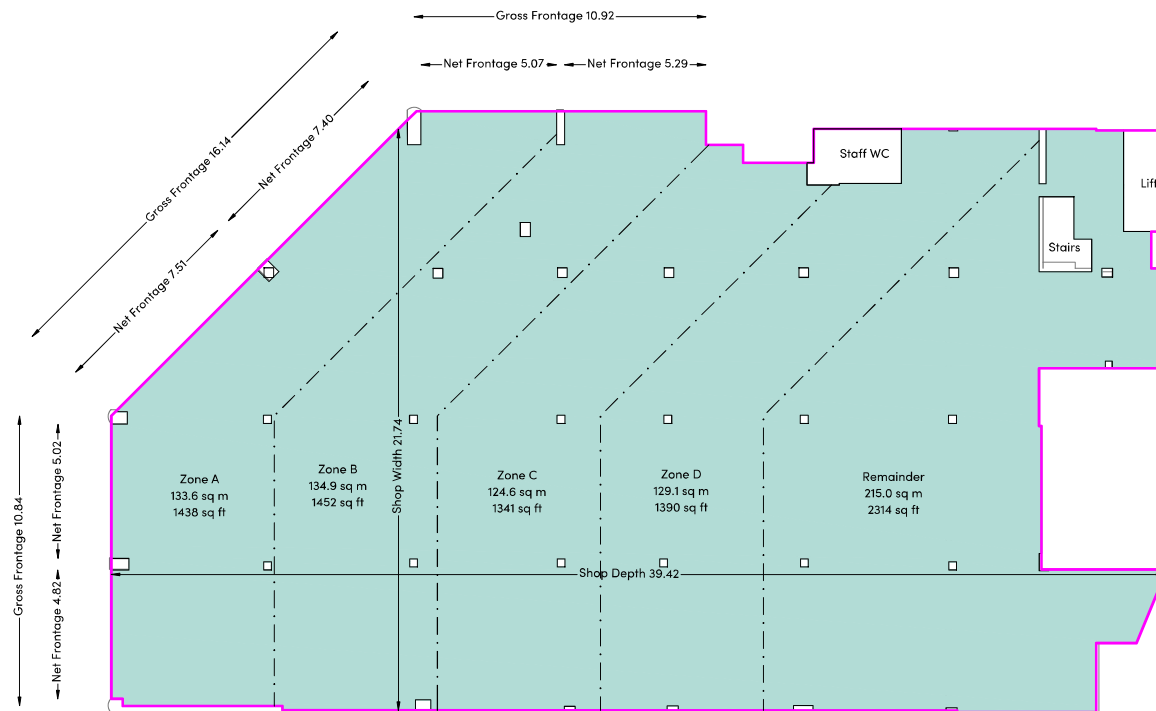 Gross Frontage 10.92
Net Frontage 5.07
Net Frontage 5.29
Gross Frontage 16.14
Net Frontage 7.40
Net Frontage 7.51
Staff WC
Lift
Stairs
Shop Width 21.74
Gross Frontage 10.84
Net Frontage 5.02
Net Frontage 4.82
Zone A
133.6 sq m
1438 sq ft
Zone B
134.9 sq m
1452 sq ft
Zone C
124.6 sq m
1341 sq ft
Zone D
129.1 sq m
1390 sq ft
Remainder
215.0 sq m
2314 sq ft
Shop Depth 39.42